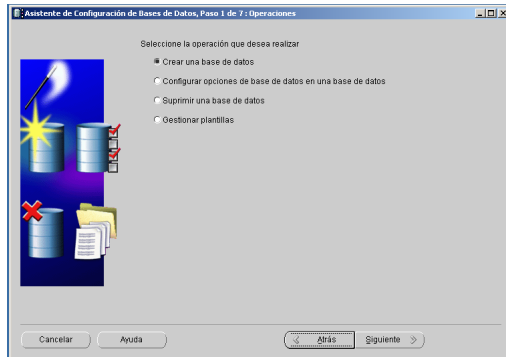 Asistente de Configuración de Bases de Datos, Paso 1 de 7 : Operaciones
Seleccione la operación que desea realizar
Crear una base de datos
Configurar opciones de base de datos en una base de datos
Suprimir una base de datos
Gestionar plantillas
Cancelar
Ayuda
Atrás
Siguiente